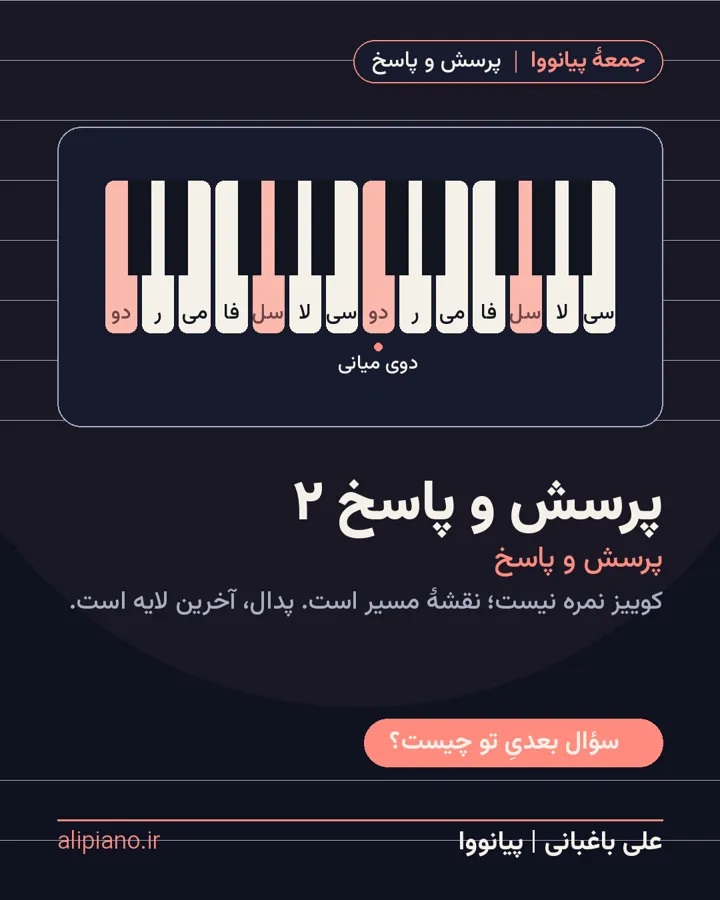 جمعهٔ پیانووا | پرسش و پاسخ
دو ر می فا سل لا سی دو ر می فا سل لا سی
دوی میانی
پرسش و پاسخ ۲
پرسش و پاسخ
کوییز نمره نیست؛ نقشهٔ مسیر است. پدال، آخرین لایه است.
سؤال بعدیِ تو چیست؟
علی باغبانی | پیانووا
alipiano.ir